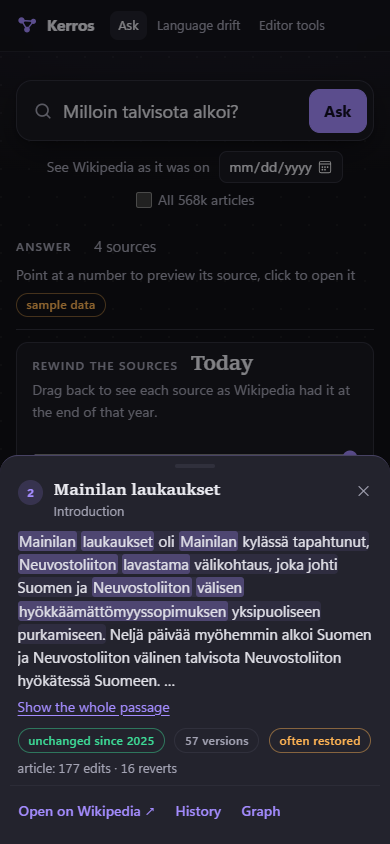 Kerros Ask Language drift Editor tools
Milloin talvisota alkoi? Ask
See Wikipedia as it was on mm/dd/yyyy
All 568k articles
ANSWER 4 sources
Point at a number to preview its source, click to open it
sample data
REWIND THE SOURCES Today
Drag back to see each source as Wikipedia had it at
the end of that year.
2 Mainilan laukaukset
Introduction
Mainilan laukaukset oli Mainilan kylässä tapahtunut,
Neuvostoliiton lavastama välikohtaus, joka johti
Suomen ja Neuvostoliiton välisen
hyökkäämättömyyssopimuksen yksipuoliseen
purkamiseen. Neljä päivää myöhemmin alkoi Suomen
ja Neuvostoliiton välinen talvisota Neuvostoliiton
hyökätessä Suomeen. ...
Show the whole passage
unchanged since 2025 57 versions often restored
article: 177 edits · 16 reverts
Open on Wikipedia ↗ History Graph